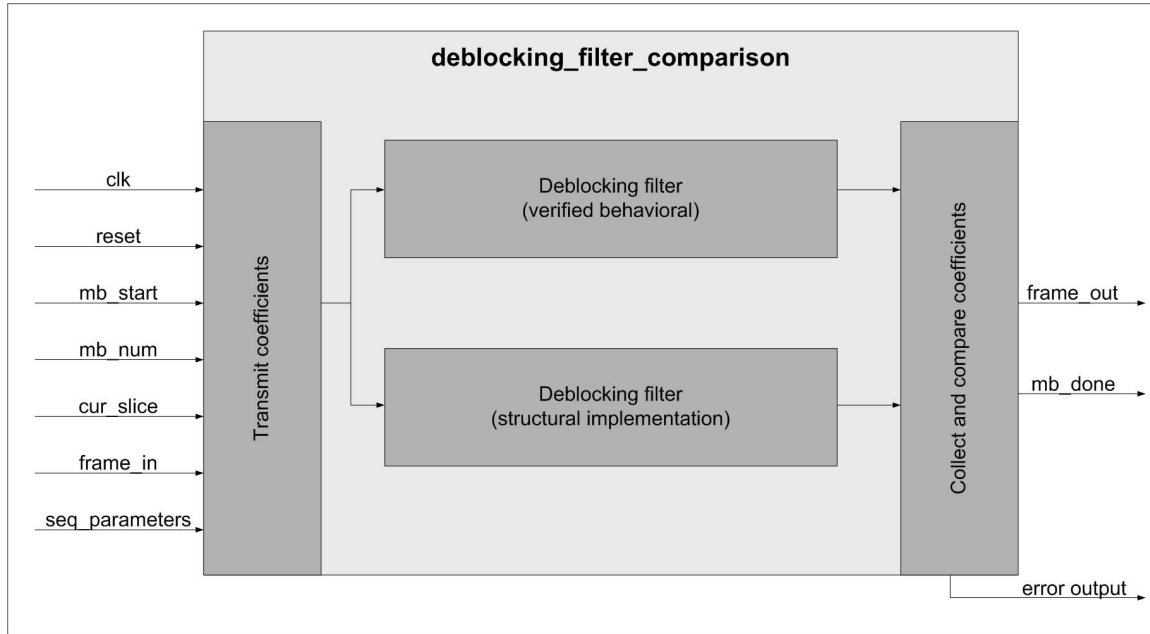 deblocking_filter_comparison
clk
reset
mb_start
mb_num
cur_slice
frame_in
seq_parameters
Transmit coefficients
Deblocking filter
(verified behavioral)
Deblocking filter
(structural implementation)
Collect and compare coefficients
frame_out
mb_done
error output